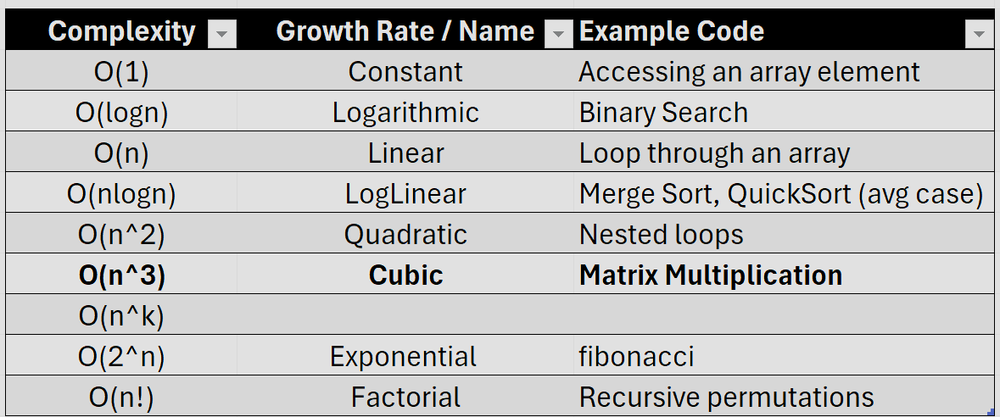 Complexity Growth Rate / Name Example Code
O(1) Constant Accessing an array element
O(logn) Logarithmic Binary Search
O(n) Linear Loop through an array
O(nlogn) LogLinear Merge Sort, QuickSort (avg case)
O(n^2) Quadratic Nested loops
O(n^3) Cubic Matrix Multiplication
O(n^k)
O(2^n) Exponential fibonacci
O(n!) Factorial Recursive permutations